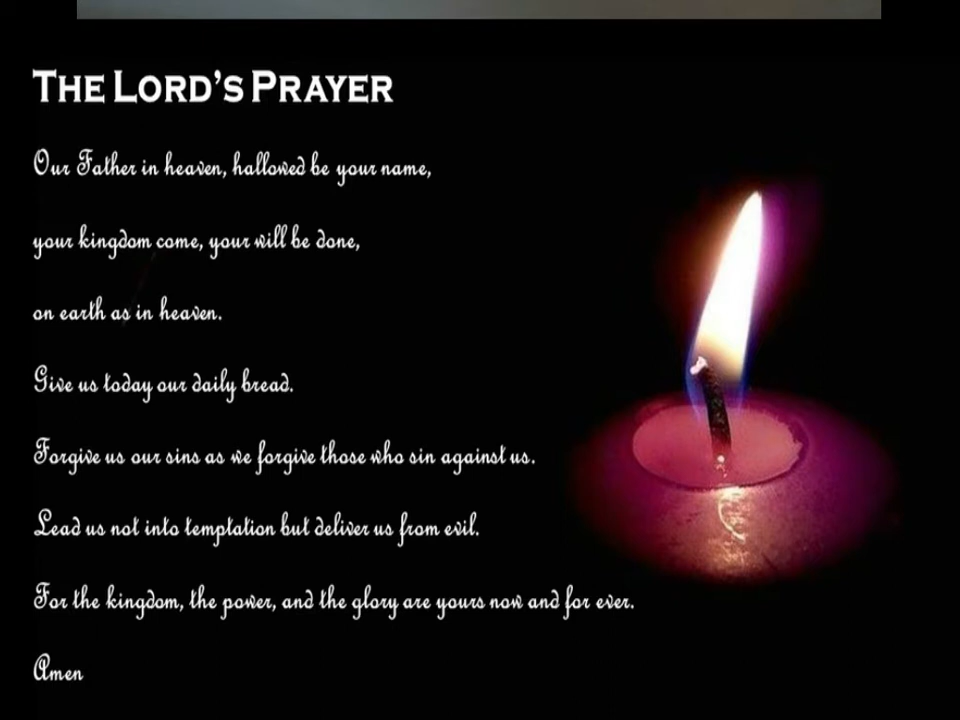 The Lord's Prayer
Our Father in heaven, hallowed be your name,
your kingdom come, your will be done,
on earth as in heaven.
Give us today our daily bread.
Forgive us our sins as we forgive those who sin against us.
Lead us not into temptation but deliver us from evil.
For the kingdom, the power, and the glory are yours now and for ever.
Amen